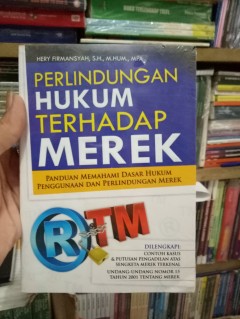 HERY FIRMANSYAH, S.H., M.HUM., MPA.
PERLINDUNGAN
HUKUM
TERHADAP
MEREK
PANDUAN MEMAHAMI DASAR HUKUM
PENGGUNAAN DAN PERLINDUNGAN MEREK
R TM
DILENGKAPI:
CONTOH KASUS
& PUTUSAN PENGADILAN ATAS
SENGKETA MEREK TERKENAL
UNDANG-UNDANG NOMOR 15
TAHUN 2001 TENTANG MEREK